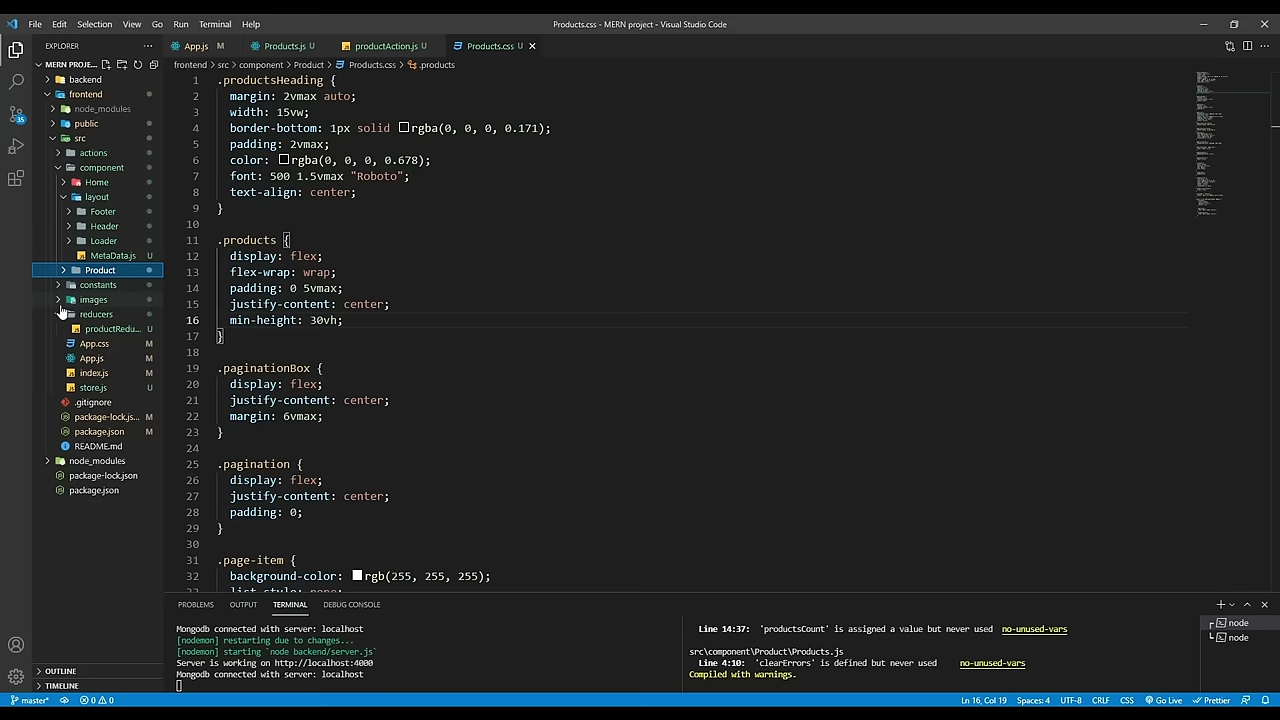 File Edit Selection View Go Run Terminal Help
Products.css - MERN project - Visual Studio Code
EXPLORER
App.js M
Products.js U
productAction.js U
Products.css U
MERN PROJE...
frontend > src > component > Product > Products.css > .products
backend
frontend
node_modules
public
src
actions
component
Home
layout
Footer
Header
Loader
MetaData.js U
Product
constants
images
reducers
productRedu... U
App.css M
App.js M
index.js M
store.js U
.gitignore
package-lock.js... M
package.json M
README.md
node_modules
package-lock.json
package.json
OUTLINE
TIMELINE
35
1 .productsHeading {
2 margin: 2vmax auto;
3 width: 15vw;
4 border-bottom: 1px solid rgba(0, 0, 0, 0.171);
5 padding: 2vmax;
6 color: rgba(0, 0, 0, 0.678);
7 font: 500 1.5vmax "Roboto";
8 text-align: center;
9 }
10
11 .products {
12 display: flex;
13 flex-wrap: wrap;
14 padding: 0 5vmax;
15 justify-content: center;
16 min-height: 30vh;
17 }
18
19 .paginationBox {
20 display: flex;
21 justify-content: center;
22 margin: 6vmax;
23 }
24
25 .pagination {
26 display: flex;
27 justify-content: center;
28 padding: 0;
29 }
30
31 .page-item {
32 background-color: rgb(255, 255, 255);
33 list-style: none;
PROBLEMS OUTPUT TERMINAL DEBUG CONSOLE
Mongodb connected with server: localhost
[nodemon] restarting due to changes...
[nodemon] starting `node backend/server.js`
Server is working on http://localhost:4000
Mongodb connected with server: localhost
Line 14:37: 'productsCount' is assigned a value but never used no-unused-vars
src\component\Product\Products.js
Line 4:10: 'clearErrors' is defined but never used no-unused-vars
Compiled with warnings.
node
node
master* 0 0
Ln 16, Col 19 Spaces: 4 UTF-8 CRLF CSS Go Live Prettier